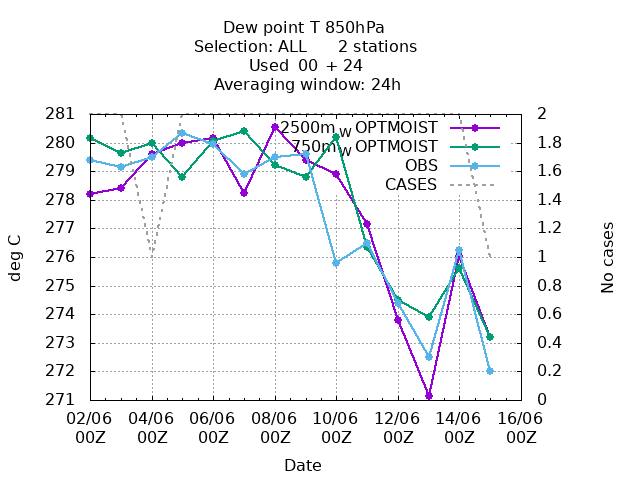 Dew point T 850hPa
Selection: ALL 2 stations
Used 00 + 24
Averaging window: 24h
281 2
280 1.8
279 1.6
278 1.4
277 1.2
276 1
275 0.8
274 0.6
273 0.4
272 0.2
271 0
2500m_W OPTMOIST
750m_W OPTMOIST
OBS
CASES
deg C
No cases
02/06 04/06 06/06 08/06 10/06 12/06 14/06 16/06
00Z 00Z 00Z 00Z 00Z 00Z 00Z 00Z
Date